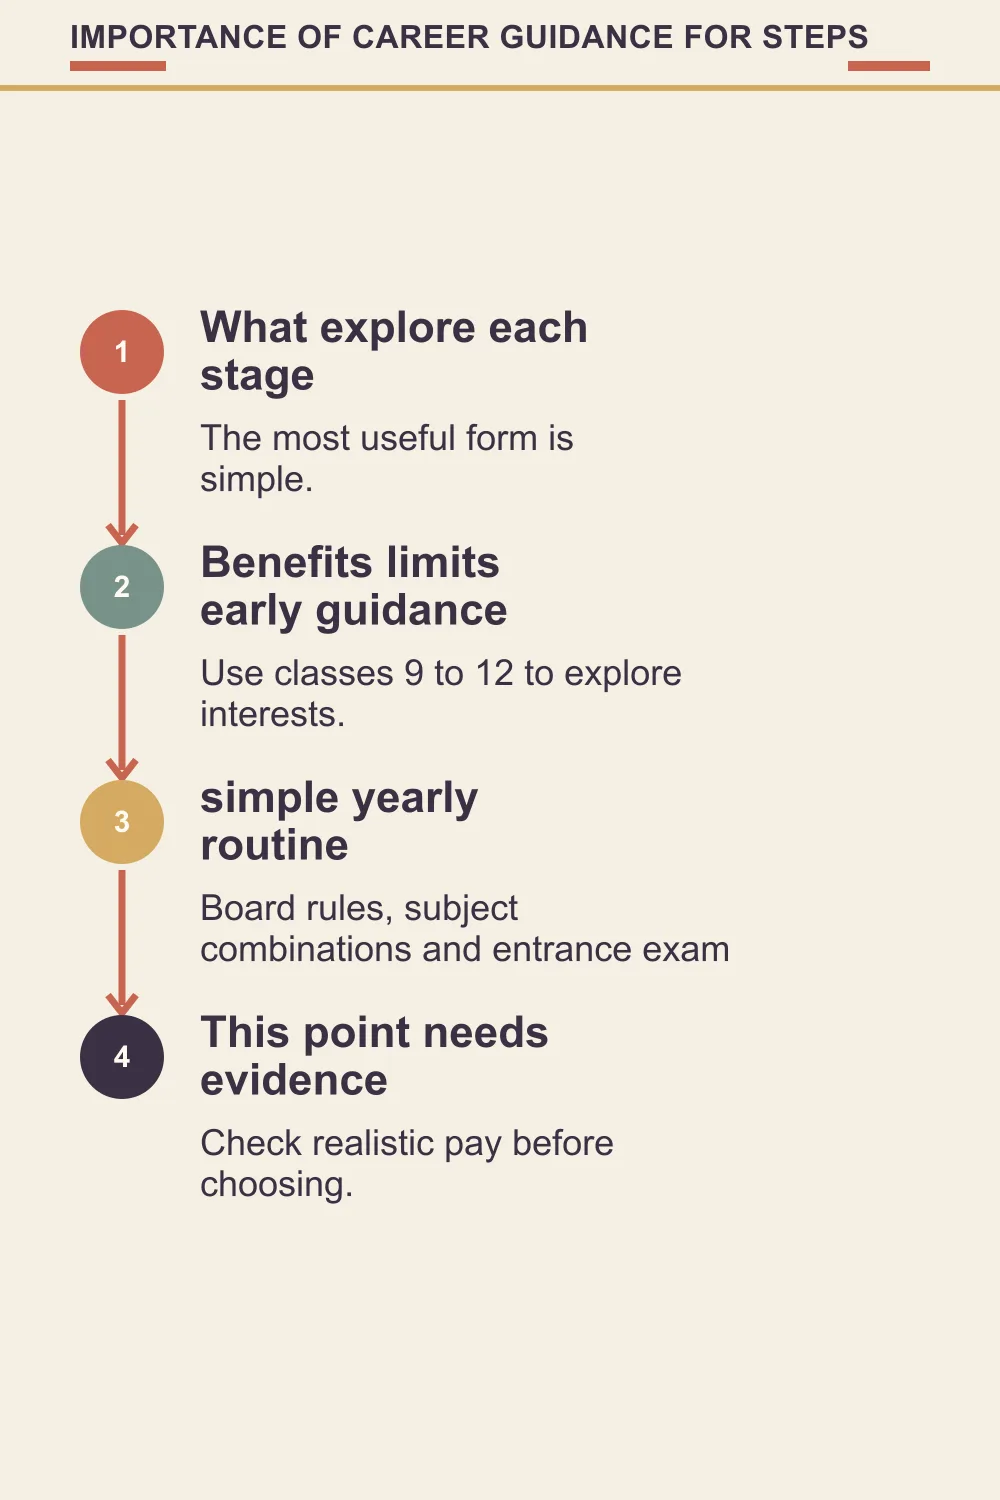 IMPORTANCE OF CAREER GUIDANCE FOR STEPS
1
What explore each
stage
The most useful form is
simple.
2
Benefits limits
early guidance
Use classes 9 to 12 to explore
interests.
3
simple yearly
routine
Board rules, subject
combinations and entrance exam
4
This point needs
evidence
Check realistic pay before
choosing.